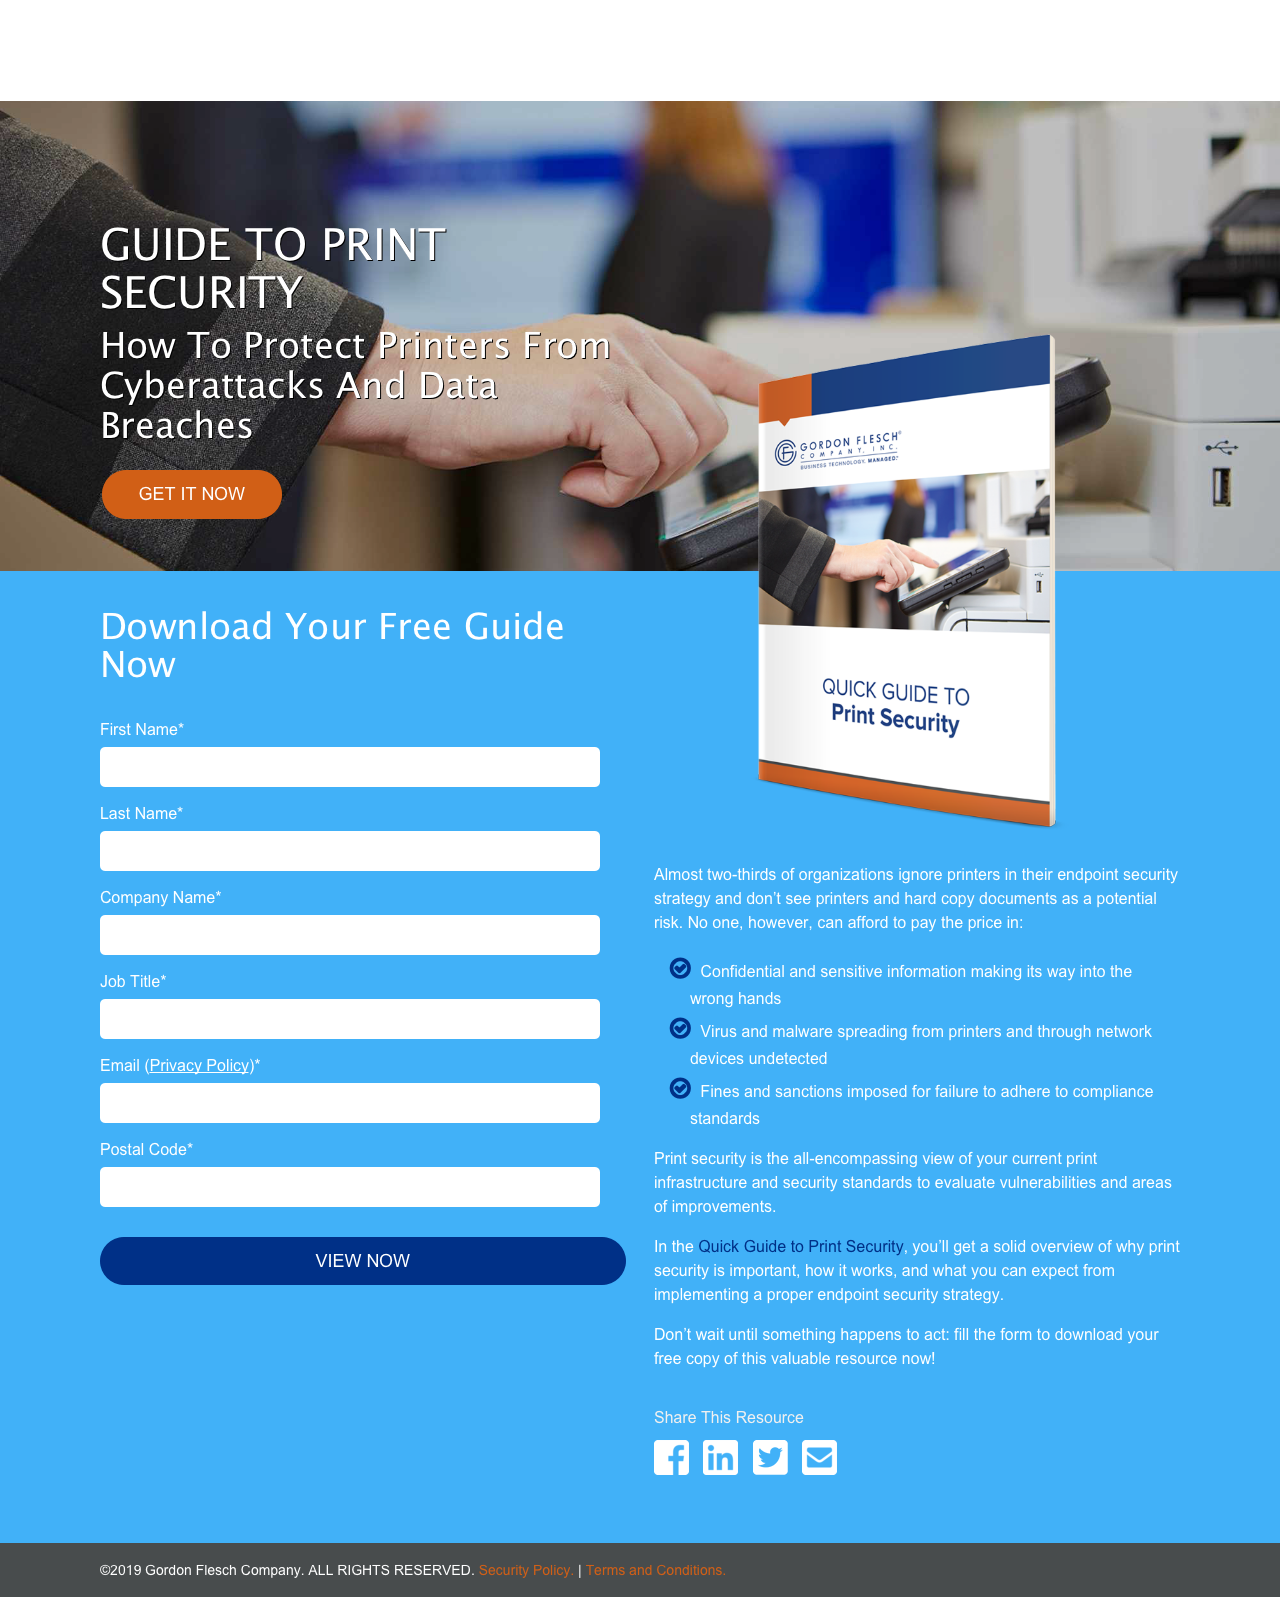 GUIDE TO PRINT
SECURITY
How To Protect Printers From
Cyberattacks And Data
Breaches
GET IT NOW
GORDON FLESCH®
COMPANY, INC.
BUSINESS TECHNOLOGY. MANAGED.
QUICK GUIDE TO
Print Security
Download Your Free Guide
Now
First Name*
Last Name*
Company Name*
Job Title*
Email (Privacy Policy)*
Postal Code*
VIEW NOW
Almost two-thirds of organizations ignore printers in their endpoint security
strategy and don’t see printers and hard copy documents as a potential
risk. No one, however, can afford to pay the price in:
Confidential and sensitive information making its way into the
wrong hands
Virus and malware spreading from printers and through network
devices undetected
Fines and sanctions imposed for failure to adhere to compliance
standards
Print security is the all-encompassing view of your current print
infrastructure and security standards to evaluate vulnerabilities and areas
of improvements.
In the Quick Guide to Print Security, you’ll get a solid overview of why print
security is important, how it works, and what you can expect from
implementing a proper endpoint security strategy.
Don’t wait until something happens to act: fill the form to download your
free copy of this valuable resource now!
Share This Resource
©2019 Gordon Flesch Company. ALL RIGHTS RESERVED. Security Policy. | Terms and Conditions.